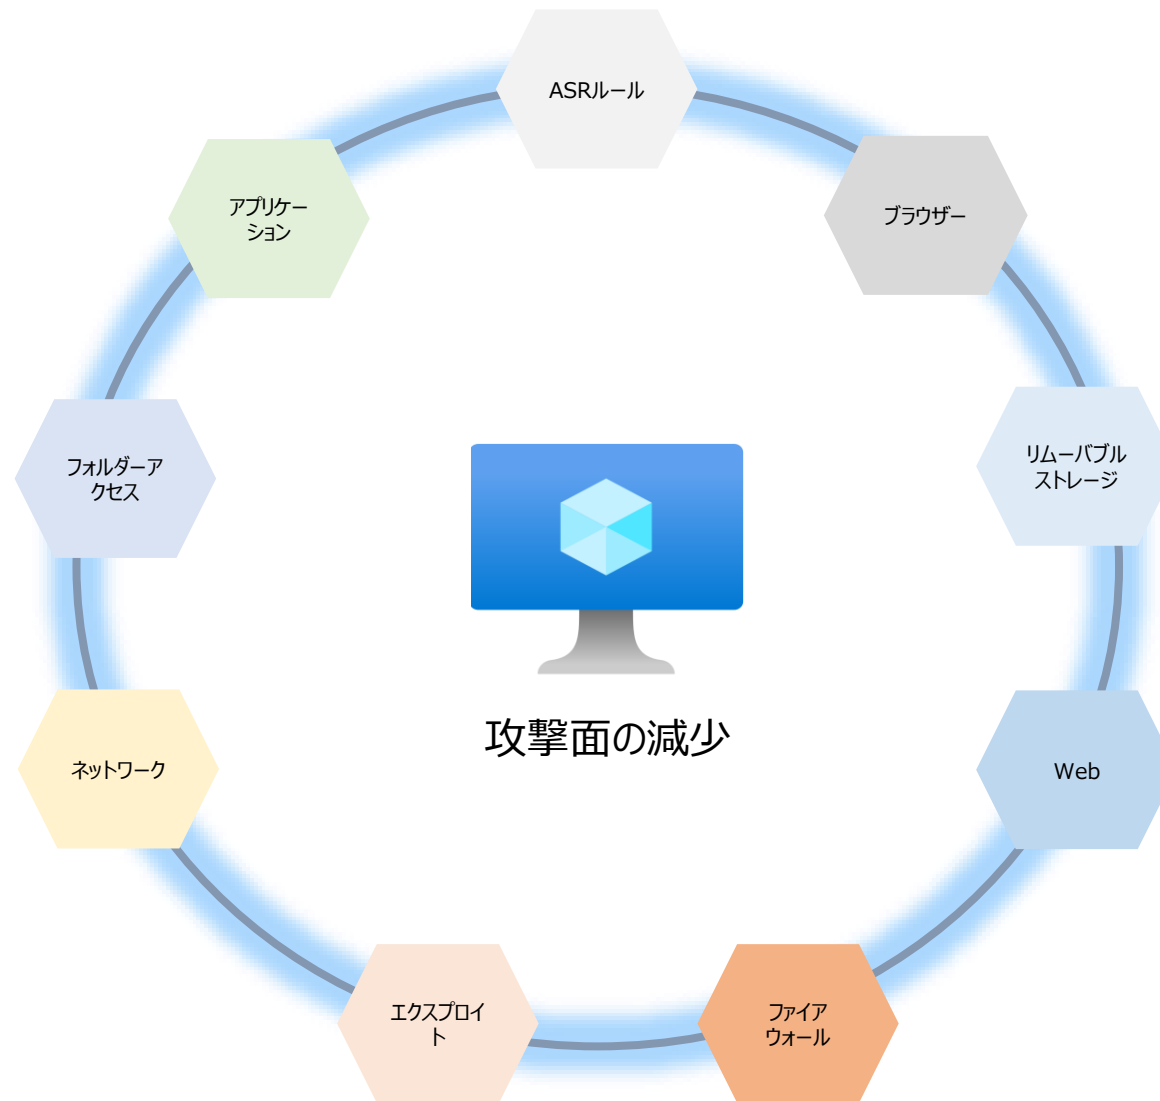 ASRルール
アプリケー
ション
ブラウザー
フォルダーア
クセス
リムーバブル
ストレージ
攻撃面の減少
ネットワーク
Web
エクスプロイ
ト
ファイア
ウォール